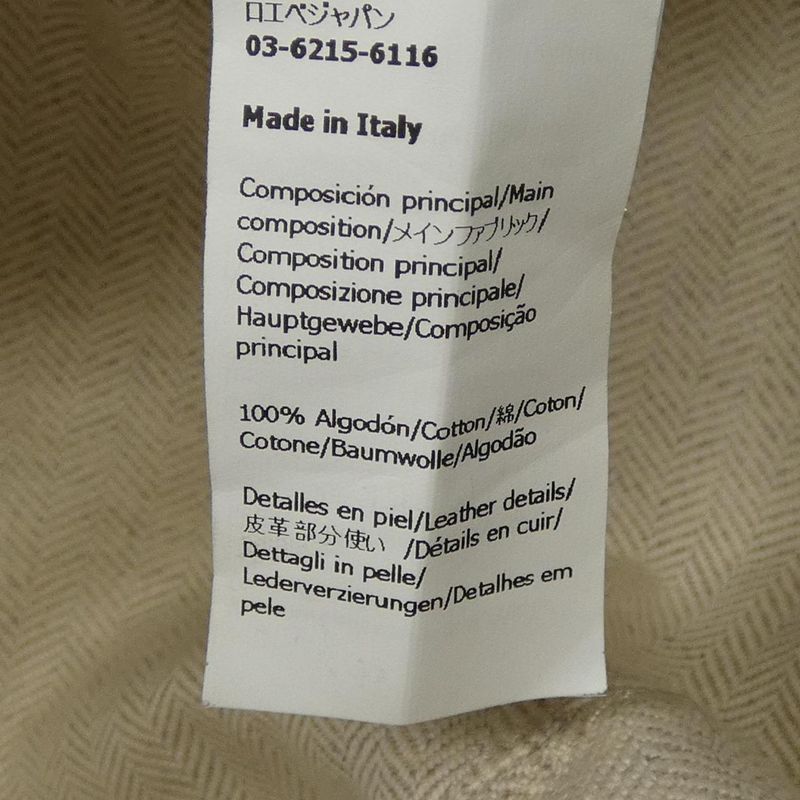 ロエベジャパン
03-6215-6116
Made in Italy
Composición principal/Main
composition/メインファブリック/
Composition principal/
Composizione principale/
Hauptgewebe/Composição
principal
100% Algodón/Cotton/綿/Coton/
Cotone/Baumwolle/Algodão
Detalles en piel/Leather details/
皮革部分使い /Détails en cuir/
Dettagli in pelle/
Lederverzierungen/Detalhes em
pele